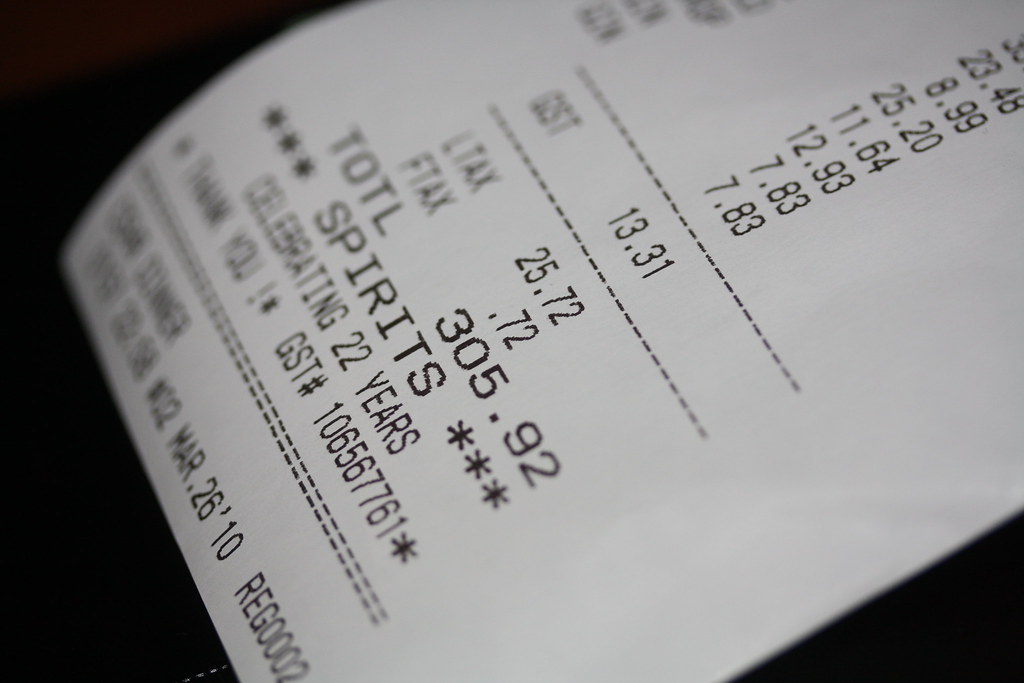 23.48
8.99
25.20
11.64
12.93
7.83
7.83
GST 13.31
LTAX 25.72
FTAX .72
TOTL 305.92
*** SPIRITS ***
CELEBRATING 22 YEARS
* THANK YOU !* GST# 106567761*
MAR.26'10 REG0002